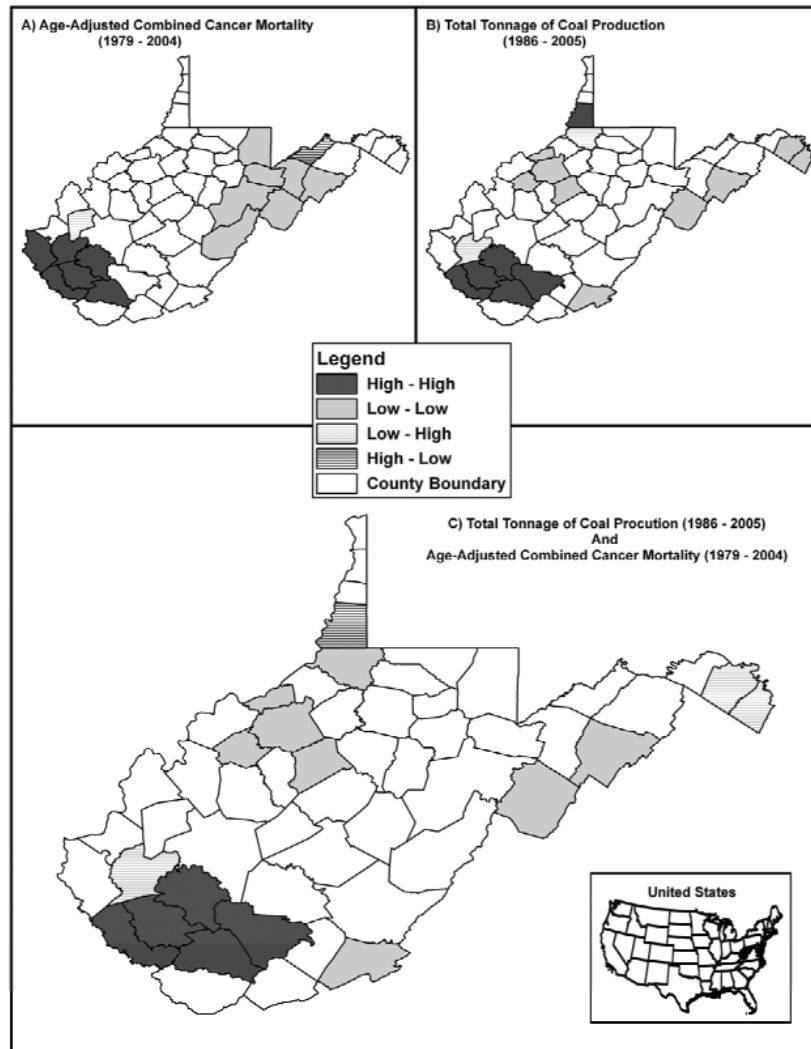 A) Age-Adjusted Combined Cancer Mortality
(1979 - 2004)
B) Total Tonnage of Coal Production
(1986 - 2005)
Legend
High - High
Low - Low
Low - High
High - Low
County Boundary
C) Total Tonnage of Coal Procution (1986 - 2005)
And
Age-Adjusted Combined Cancer Mortality (1979 - 2004)
United States